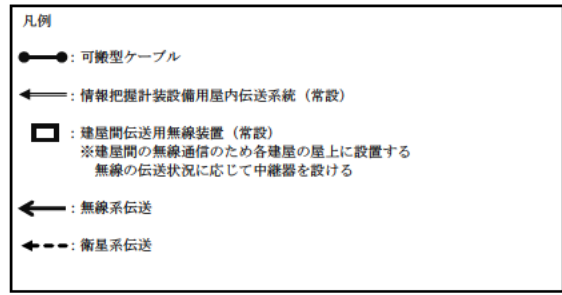 凡例
：可搬型ケーブル
：情報把握計装設備用屋内伝送系統（常設）
：建屋間伝送用無線装置（常設）
※建屋間の無線通信のため各建屋の屋上に設置する
無線の伝送状況に応じて中継器を設ける
：無線系伝送
：衛星系伝送